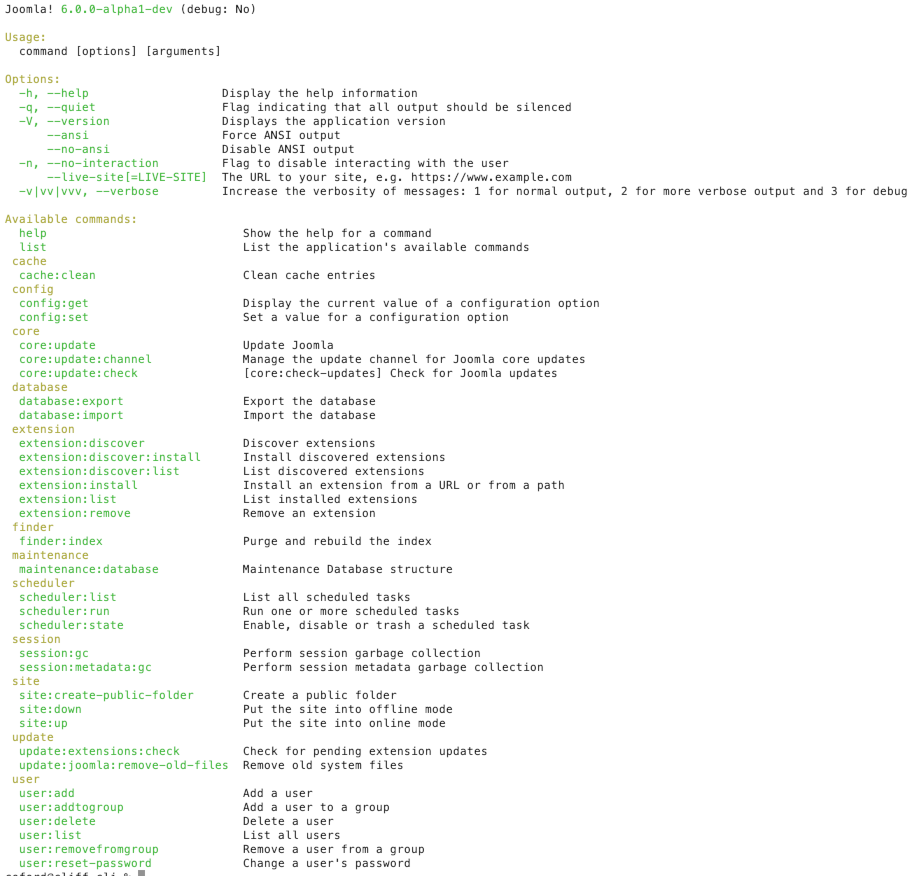 Joomla! 6.0.0-alpha1-dev (debug: No)
Usage:
  command [options] [arguments]
Options:
  -h, --help                   Display the help information
  -q, --quiet                  Flag indicating that all output should be silenced
  -V, --version                Displays the application version
      --ansi                   Force ANSI output
      --no-ansi                Disable ANSI output
  -n, --no-interaction         Flag to disable interacting with the user
      --live-site[=LIVE-SITE]  The URL to your site, e.g. https://www.example.com
  -v|vv|vvv, --verbose         Increase the verbosity of messages: 1 for normal output, 2 for more verbose output and 3 for debug
Available commands:
  help                            Show the help for a command
  list                            List the application's available commands
 cache
  cache:clean                     Clean cache entries
 config
  config:get                      Display the current value of a configuration option
  config:set                      Set a value for a configuration option
 core
  core:update                     Update Joomla
  core:update:channel             Manage the update channel for Joomla core updates
  core:update:check               [core:check-updates] Check for Joomla updates
 database
  database:export                 Export the database
  database:import                 Import the database
 extension
  extension:discover              Discover extensions
  extension:discover:install      Install discovered extensions
  extension:discover:list         List discovered extensions
  extension:install               Install an extension from a URL or from a path
  extension:list                  List installed extensions
  extension:remove                Remove an extension
 finder
  finder:index                    Purge and rebuild the index
 maintenance
  maintenance:database            Maintenance Database structure
 scheduler
  scheduler:list                  List all scheduled tasks
  scheduler:run                   Run one or more scheduled tasks
  scheduler:state                 Enable, disable or trash a scheduled task
 session
  session:gc                      Perform session garbage collection
  session:metadata:gc             Perform session metadata garbage collection
 site
  site:create-public-folder       Create a public folder
  site:down                       Put the site into offline mode
  site:up                         Put the site into online mode
 update
  update:extensions:check         Check for pending extension updates
  update:joomla:remove-old-files  Remove old system files
 user
  user:add                        Add a user
  user:addtogroup                 Add a user to a group
  user:delete                     Delete a user
  user:list                       List all users
  user:removefromgroup            Remove a user from a group
  user:reset-password             Change a user's password